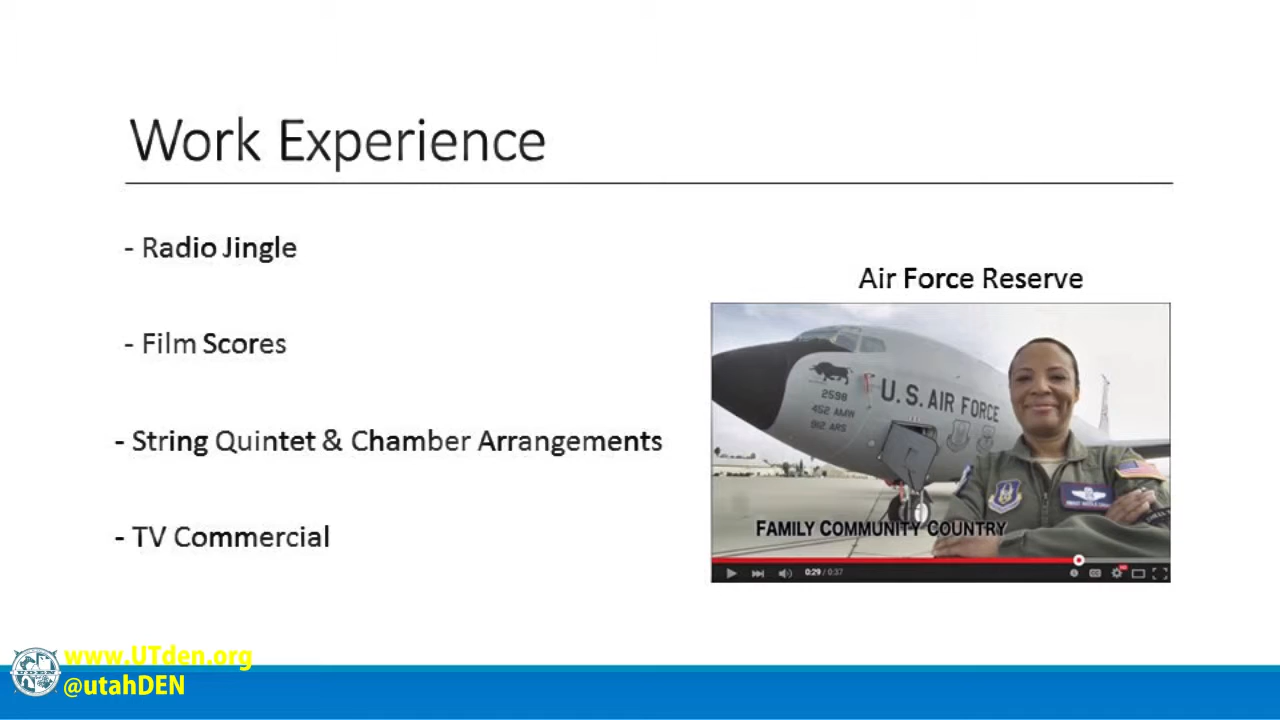 Work Experience
- Radio Jingle
- Film Scores
- String Quintet & Chamber Arrangements
- TV Commercial
Air Force Reserve
2598
452 AMW
912 ARS
U.S. AIR FORCE
FAMILY COMMUNITY COUNTRY
0:29 / 0:37
www.UTden.org
@utahDEN
UDEN